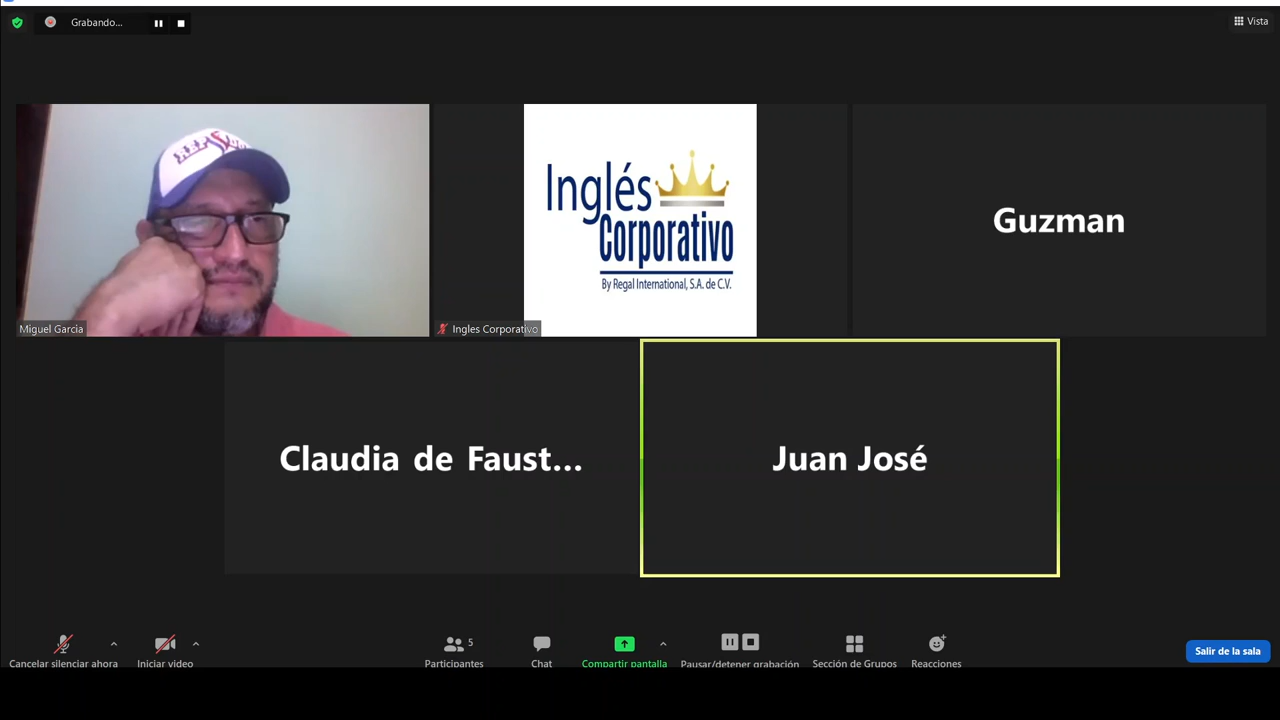 Grabando...
Vista
Inglés
Corporativo
By Regal International, S.A. de C.V.
Guzman
Miguel Garcia
Ingles Corporativo
Claudia de Faust...
Juan José
5
Cancelar silenciar ahora
Iniciar video
Participantes
Chat
Compartir pantalla
Pausar/detener grabación
Sección de Grupos
Reacciones
Salir de la sala